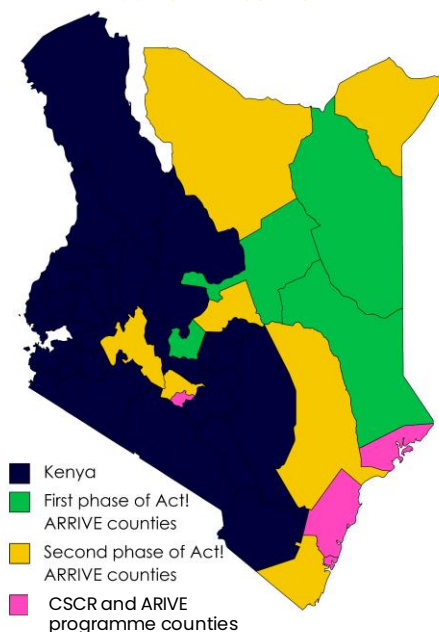 Kenya
First phase of Act!
ARRIVE counties
Second phase of Act!
ARRIVE counties
CSCR and ARIVE
programme counties